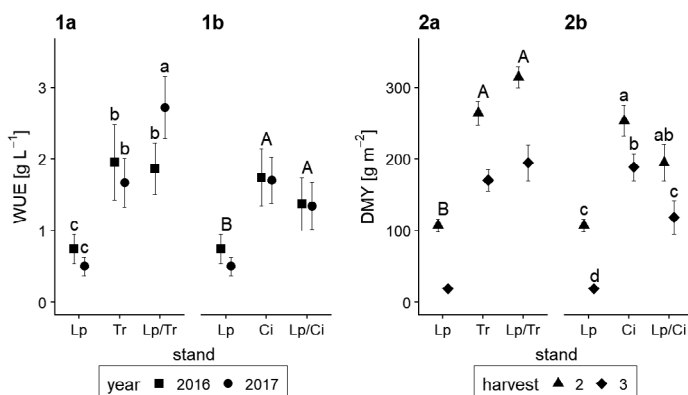 1a 1b 2a 2b
WUE [g L⁻¹]
3
2
1
0
c c b b b a
B A A
Lp Tr Lp/Tr Lp Ci Lp/Ci
stand
year 2016 2017
DMY [g m⁻²]
300
200
100
0
B A A
c d a b ab c
Lp Tr Lp/Tr Lp Ci Lp/Ci
stand
harvest 2 3